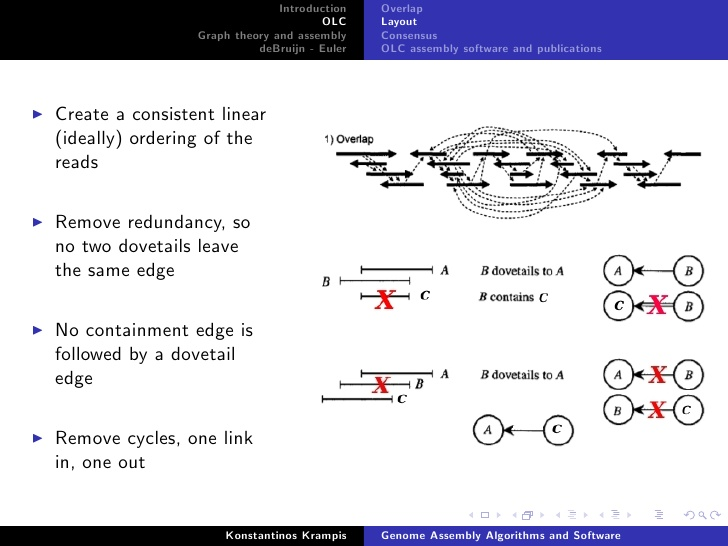 Introduction
OLC
Graph theory and assembly
deBruijn - Euler
Overlap
Layout
Consensus
OLC assembly software and publications
Create a consistent linear
(ideally) ordering of the
reads
Remove redundancy, so
no two dovetails leave
the same edge
No containment edge is
followed by a dovetail
edge
Remove cycles, one link
in, one out
1) Overlap
A
B
X C
B dovetails to A
B contains C
A B
C X B
A
X B
C
B dovetails to A
A X B
B X C
A C
Konstantinos Krampis
Genome Assembly Algorithms and Software